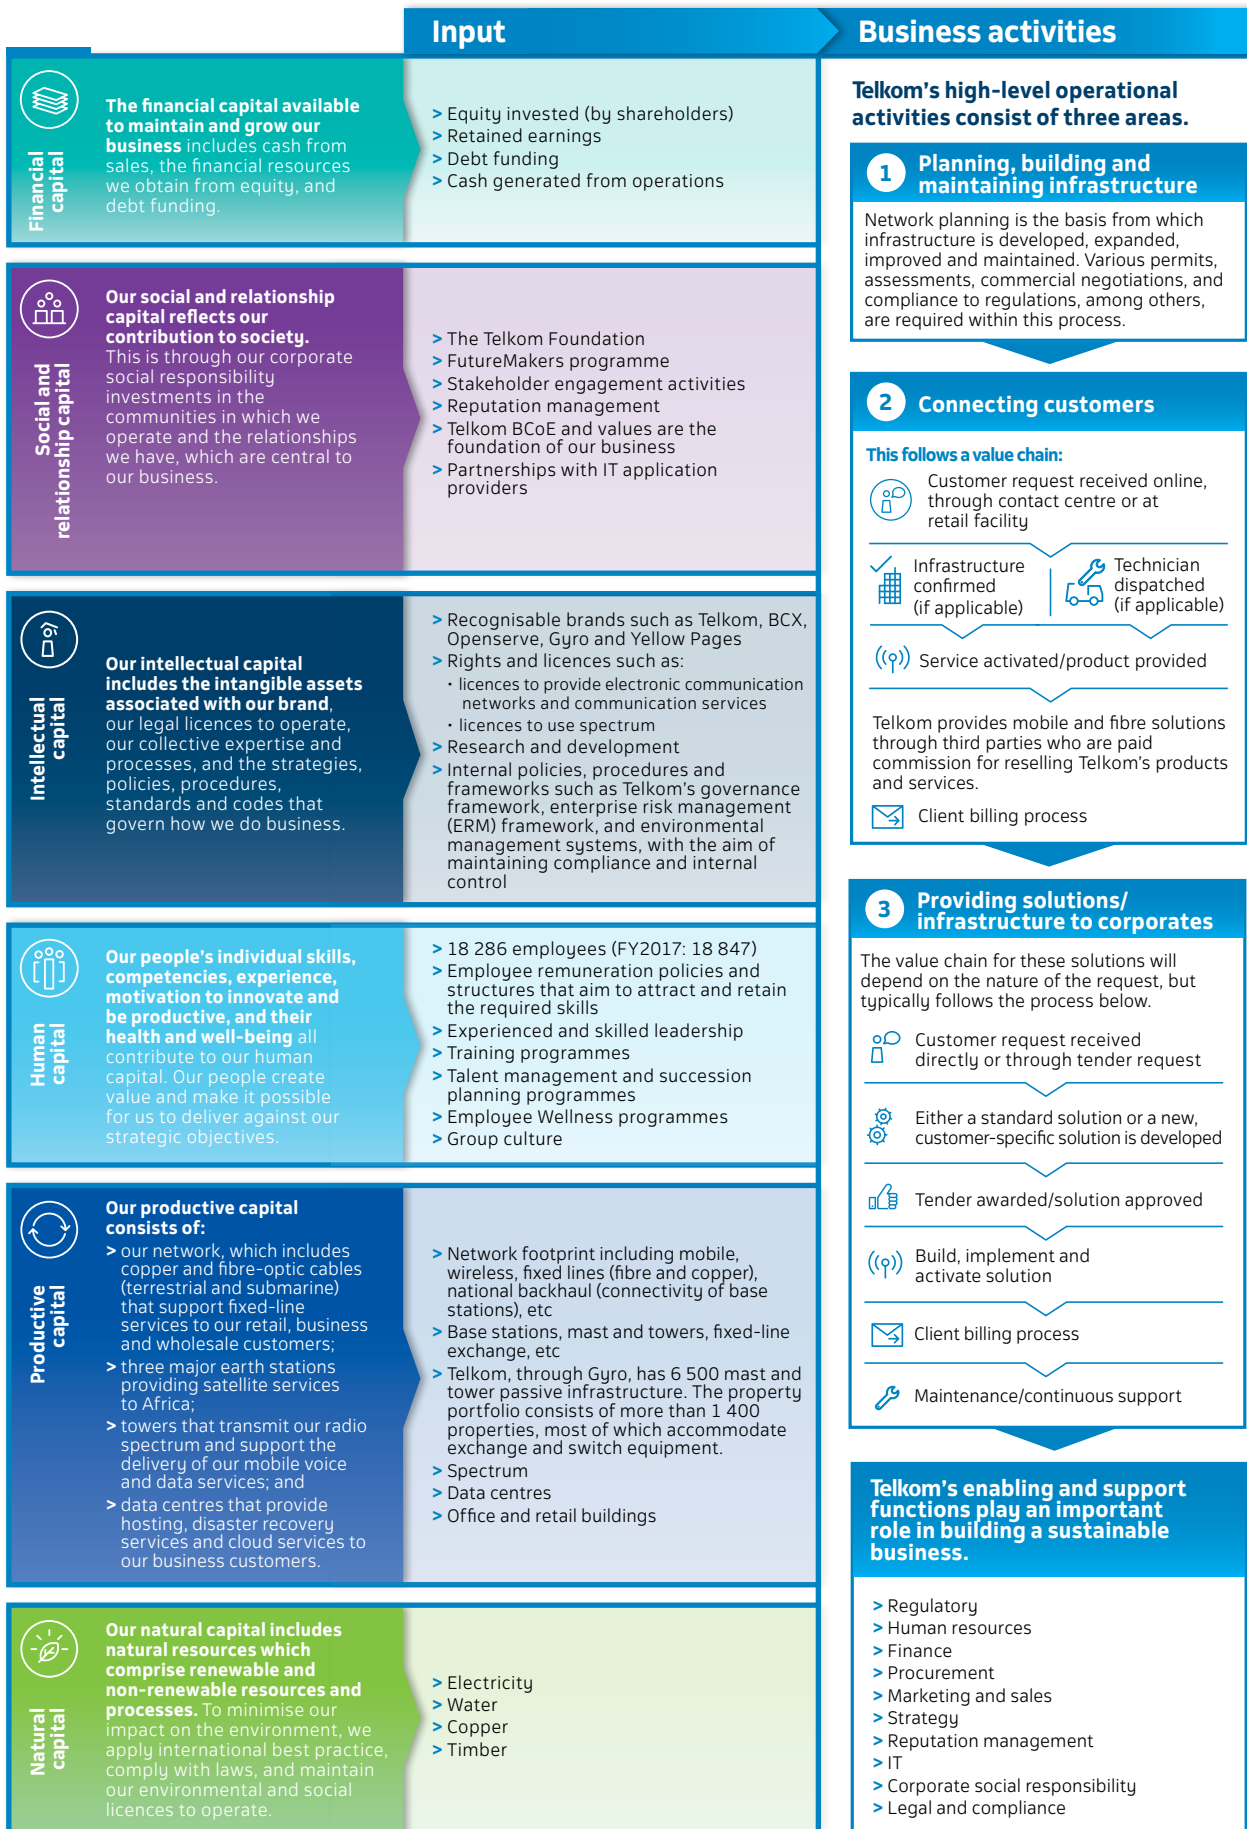 Input
Business activities
Financial
capital
The financial capital available
to maintain and grow our
business includes cash from
sales, the financial resources
we obtain from equity, and
debt funding.
> Equity invested (by shareholders)
> Retained earnings
> Debt funding
> Cash generated from operations
Social and
relationship capital
Our social and relationship
capital reflects our
contribution to society.
This is through our corporate
social responsibility
investments in the
communities in which we
operate and the relationships
we have, which are central to
our business.
> The Telkom Foundation
> FutureMakers programme
> Stakeholder engagement activities
> Reputation management
> Telkom BCoE and values are the
foundation of our business
> Partnerships with IT application
providers
Intellectual
capital
Our intellectual capital
includes the intangible assets
associated with our brand,
our legal licences to operate,
our collective expertise and
processes, and the strategies,
policies, procedures,
standards and codes that
govern how we do business.
> Recognisable brands such as Telkom, BCX,
Openserve, Gyro and Yellow Pages
> Rights and licences such as:
• licences to provide electronic communication
networks and communication services
• licences to use spectrum
> Research and development
> Internal policies, procedures and
frameworks such as Telkom's governance
framework, enterprise risk management
(ERM) framework, and environmental
management systems, with the aim of
maintaining compliance and internal
control
Human
capital
Our people's individual skills,
competencies, experience,
motivation to innovate and
be productive, and their
health and well-being all
contribute to our human
capital. Our people create
value and make it possible
for us to deliver against our
strategic objectives.
> 18 286 employees (FY2017: 18 847)
> Employee remuneration policies and
structures that aim to attract and retain
the required skills
> Experienced and skilled leadership
> Training programmes
> Talent management and succession
planning programmes
> Employee Wellness programmes
> Group culture
Productive
capital
Our productive capital
consists of:
> our network, which includes
copper and fibre-optic cables
(terrestrial and submarine)
that support fixed-line
services to our retail, business
and wholesale customers;
> three major earth stations
providing satellite services
to Africa;
> towers that transmit our radio
spectrum and support the
delivery of our mobile voice
and data services; and
> data centres that provide
hosting, disaster recovery
services and cloud services to
our business customers.
> Network footprint including mobile,
wireless, fixed lines (fibre and copper),
national backhaul (connectivity of base
stations), etc
> Base stations, mast and towers, fixed-line
exchange, etc
> Telkom, through Gyro, has 6 500 mast and
tower passive infrastructure. The property
portfolio consists of more than 1 400
properties, most of which accommodate
exchange and switch equipment.
> Spectrum
> Data centres
> Office and retail buildings
Natural
capital
Our natural capital includes
natural resources which
comprise renewable and
non-renewable resources and
processes. To minimise our
impact on the environment, we
apply international best practice,
comply with laws, and maintain
our environmental and social
licences to operate.
> Electricity
> Water
> Copper
> Timber
Telkom's high-level operational
activities consist of three areas.
1 Planning, building and
maintaining infrastructure
Network planning is the basis from which
infrastructure is developed, expanded,
improved and maintained. Various permits,
assessments, commercial negotiations, and
compliance to regulations, among others,
are required within this process.
2 Connecting customers
This follows a value chain:
Customer request received online,
through contact centre or at
retail facility
Infrastructure
confirmed
(if applicable)
Technician
dispatched
(if applicable)
Service activated/product provided
Telkom provides mobile and fibre solutions
through third parties who are paid
commission for reselling Telkom's products
and services.
Client billing process
3 Providing solutions/
infrastructure to corporates
The value chain for these solutions will
depend on the nature of the request, but
typically follows the process below.
Customer request received
directly or through tender request
Either a standard solution or a new,
customer-specific solution is developed
Tender awarded/solution approved
Build, implement and
activate solution
Client billing process
Maintenance/continuous support
Telkom's enabling and support
functions play an important
role in building a sustainable
business.
> Regulatory
> Human resources
> Finance
> Procurement
> Marketing and sales
> Strategy
> Reputation management
> IT
> Corporate social responsibility
> Legal and compliance